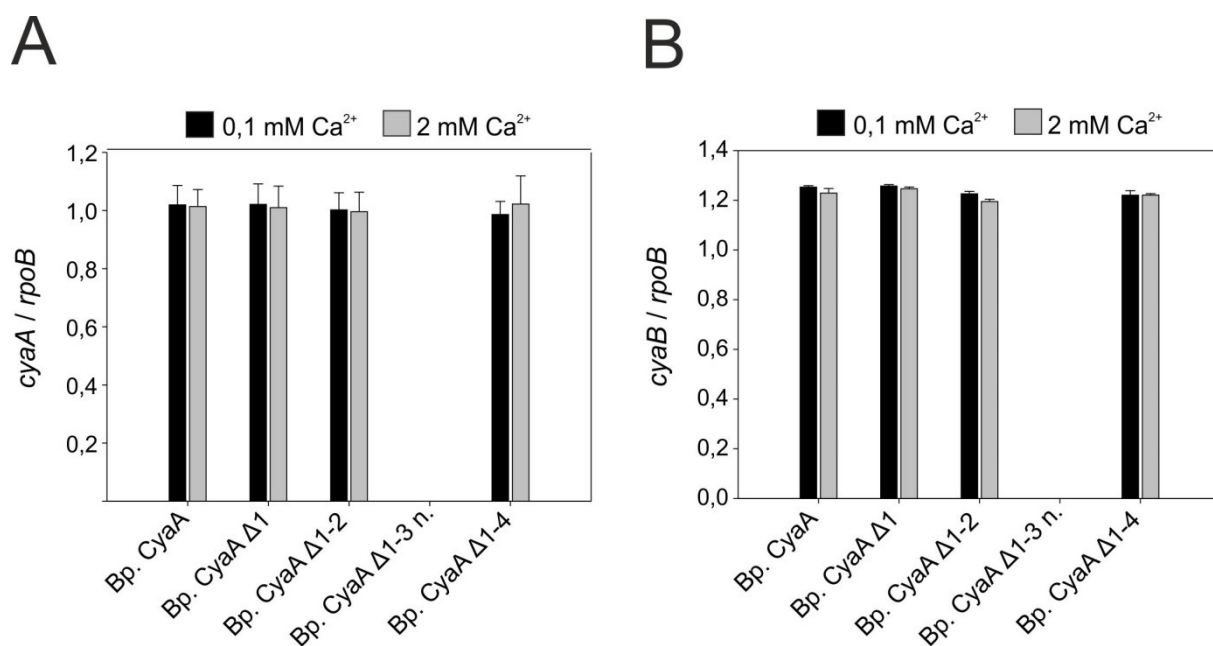 A
0,1 mM Ca²⁺ 2 mM Ca²⁺
1,2
1,0
0,8
0,6
0,4
0,2
cyaA / rpoB
Bp. CyaA
Bp. CyaA Δ1
Bp. CyaA Δ1-2
Bp. CyaA Δ1-3 n.
Bp. CyaA Δ1-4
B
0,1 mM Ca²⁺ 2 mM Ca²⁺
1,4
1,2
1,0
0,8
0,6
0,4
0,2
0,0
cyaB / rpoB
Bp. CyaA
Bp. CyaA Δ1
Bp. CyaA Δ1-2
Bp. CyaA Δ1-3 n.
Bp. CyaA Δ1-4